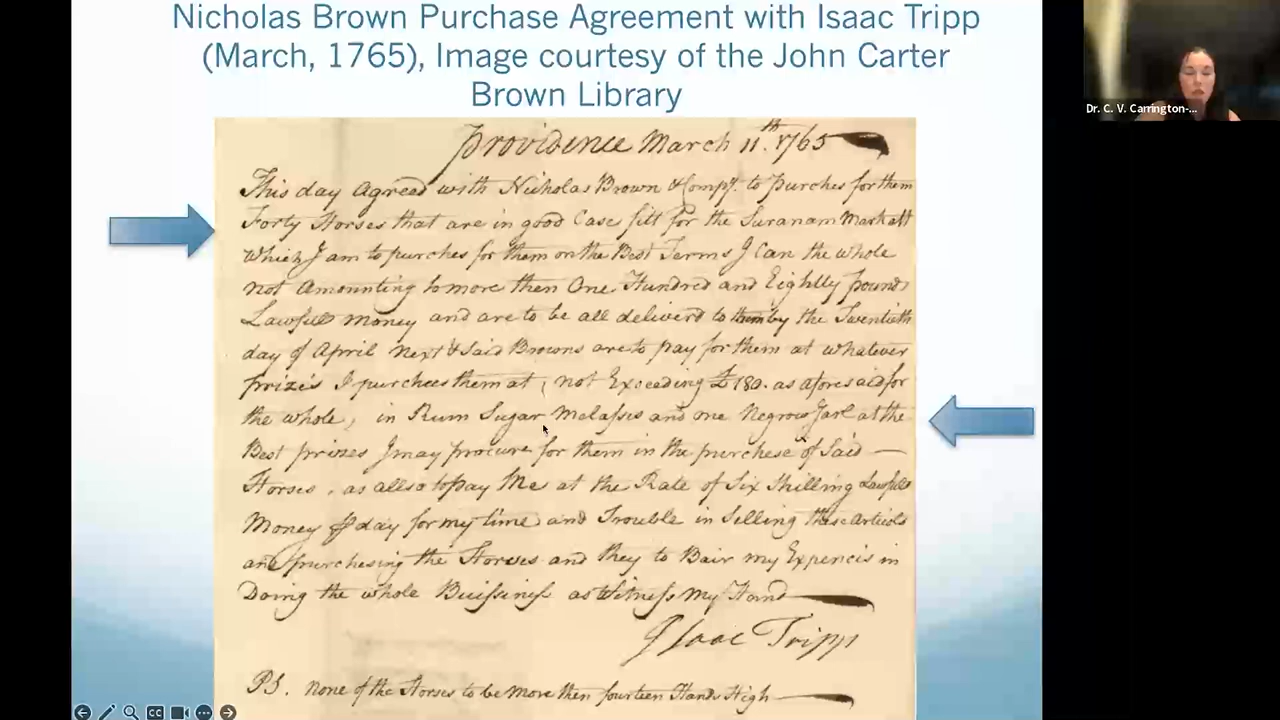 Nicholas Brown Purchase Agreement with Isaac Tripp
(March, 1765), Image courtesy of the John Carter
Brown Library
Dr. C. V. Carrington-...
providence March 11.th 1765
This day Agreed with Nicholas Brown & Compy. to purches for them
Forty Horses that are in good Case fitt for the Suranam Markett
which I am to purches for them on the Best Terms I Can the whole
not Amounting to more then One Hundred and Eightty pounds
Lawfull money and are to be all deliverd to them by the Twentieth
day of April Next & Said Browns are to pay for them at whatever
prizes I purchees them at, not Exceeding £180. as aforesaid for
the whole, in Rum Sugar Melasses and one Negrow Garl at the
Best prizes I may procure for them in the purchese of Said
Horses, as allso to pay Me at the Rate of Six Shilling Lawfull
Money ⅌ day for my time and Trouble in Selling these Articls
and purchesing the Horses and they to Bair my Expencis in
Doing the whole Buissiness as Witness My Hand
Isaac Tripp
PS. None of the Horses to be More then fourteen Hands High
CC